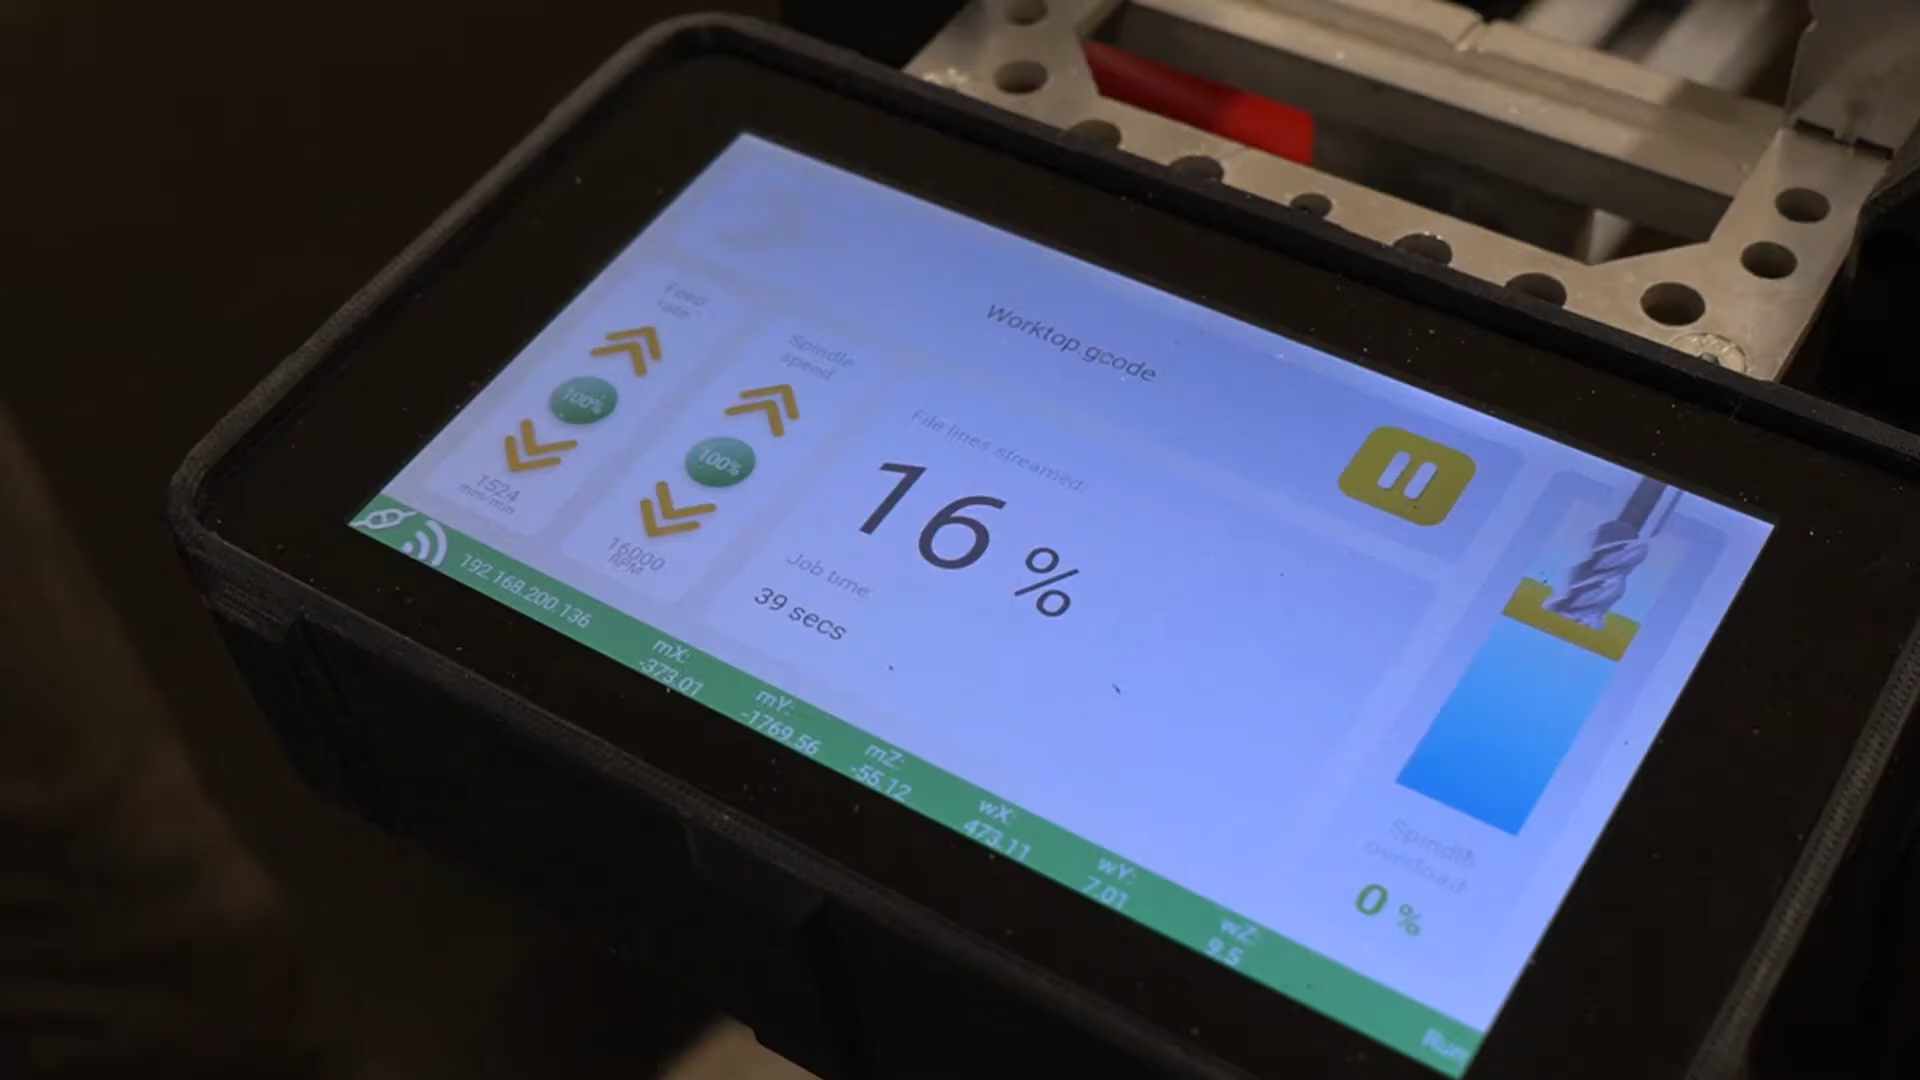 Worktop.gcode
Feed
rate
100%
1524
mm/min
Spindle
speed
100%
16000
RPM
File lines streamed:
16 %
Job time:
39 secs
Spindle
overload
0 %
192.168.200.136
mX:
-373.01
mY:
-1769.56
mZ:
-55.12
wX:
473.11
wY:
7.01
wZ:
9.5
Run